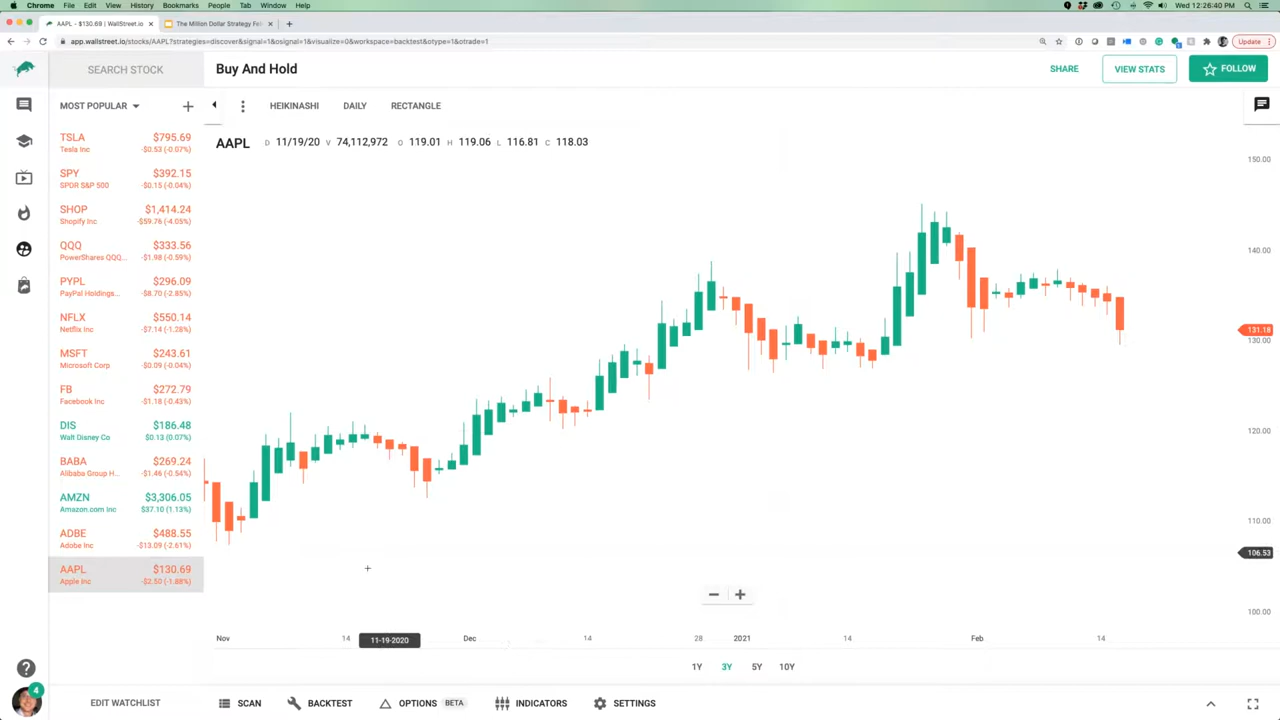 Chrome File Edit View History Bookmarks People Tab Window Help
Wed 12:26:40 PM
AAPL - $130.69 | WallStreet.io
The Million Dollar Strategy Feb
app.wallstreet.io/stocks/AAPL?strategies=discover&signal=1&osignal=1&visualize=0&workspace=backtest&otype=1&otrade=1
Update
SEARCH STOCK
Buy And Hold
SHARE
VIEW STATS
FOLLOW
MOST POPULAR
HEIKINASHI
DAILY
RECTANGLE
AAPL D 11/19/20 V 74,112,972 O 119.01 H 119.06 L 116.81 C 118.03
TSLA $795.69
Tesla Inc -$0.53 (-0.07%)
SPY $392.15
SPDR S&P 500 -$0.15 (-0.04%)
SHOP $1,414.24
Shopify Inc -$59.76 (-4.05%)
QQQ $333.56
PowerShares QQQ... -$1.98 (-0.59%)
PYPL $296.09
PayPal Holdings... -$8.70 (-2.85%)
NFLX $550.14
Netflix Inc -$7.14 (-1.28%)
MSFT $243.61
Microsoft Corp -$0.09 (-0.04%)
FB $272.79
Facebook Inc -$1.18 (-0.43%)
DIS $186.48
Walt Disney Co $0.13 (0.07%)
BABA $269.24
Alibaba Group H... -$1.46 (-0.54%)
AMZN $3,306.05
Amazon.com Inc $37.10 (1.13%)
ADBE $488.55
Adobe Inc -$13.09 (-2.61%)
AAPL $130.69
Apple Inc -$2.50 (-1.88%)
150.00
140.00
131.18
130.00
120.00
110.00
106.53
100.00
Nov 14 11-19-2020 Dec 14 28 2021 14 Feb 14
1Y 3Y 5Y 10Y
4
EDIT WATCHLIST
SCAN
BACKTEST
OPTIONS BETA
INDICATORS
SETTINGS